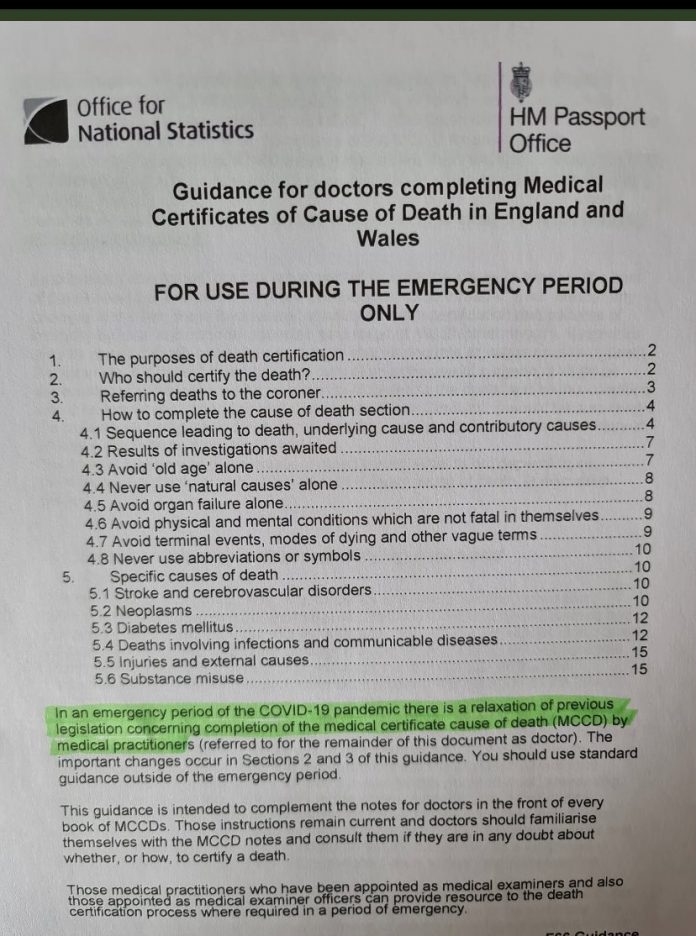 Office for
National Statistics
HM Passport
Office
Guidance for doctors completing Medical
Certificates of Cause of Death in England and
Wales
FOR USE DURING THE EMERGENCY PERIOD
ONLY
1. The purposes of death certification ........ 2
2. Who should certify the death? ........ 2
3. Referring deaths to the coroner ........ 3
4. How to complete the cause of death section ........ 4
4.1 Sequence leading to death, underlying cause and contributory causes ........ 4
4.2 Results of investigations awaited ........ 7
4.3 Avoid 'old age' alone ........ 7
4.4 Never use 'natural causes' alone ........ 8
4.5 Avoid organ failure alone ........ 8
4.6 Avoid physical and mental conditions which are not fatal in themselves ........ 9
4.7 Avoid terminal events, modes of dying and other vague terms ........ 9
4.8 Never use abbreviations or symbols ........ 10
5. Specific causes of death ........ 10
5.1 Stroke and cerebrovascular disorders ........ 10
5.2 Neoplasms ........ 10
5.3 Diabetes mellitus ........ 12
5.4 Deaths involving infections and communicable diseases ........ 12
5.5 Injuries and external causes ........ 15
5.6 Substance misuse ........ 15
In an emergency period of the COVID-19 pandemic there is a relaxation of previous
legislation concerning completion of the medical certificate cause of death (MCCD) by
medical practitioners (referred to for the remainder of this document as doctor). The
important changes occur in Sections 2 and 3 of this guidance. You should use standard
guidance outside of the emergency period.
This guidance is intended to complement the notes for doctors in the front of every
book of MCCDs. Those instructions remain current and doctors should familiarise
themselves with the MCCD notes and consult them if they are in any doubt about
whether, or how, to certify a death.
Those medical practitioners who have been appointed as medical examiners and also
those appointed as medical examiner officers can provide resource to the death
certification process where required in a period of emergency.
Guidance